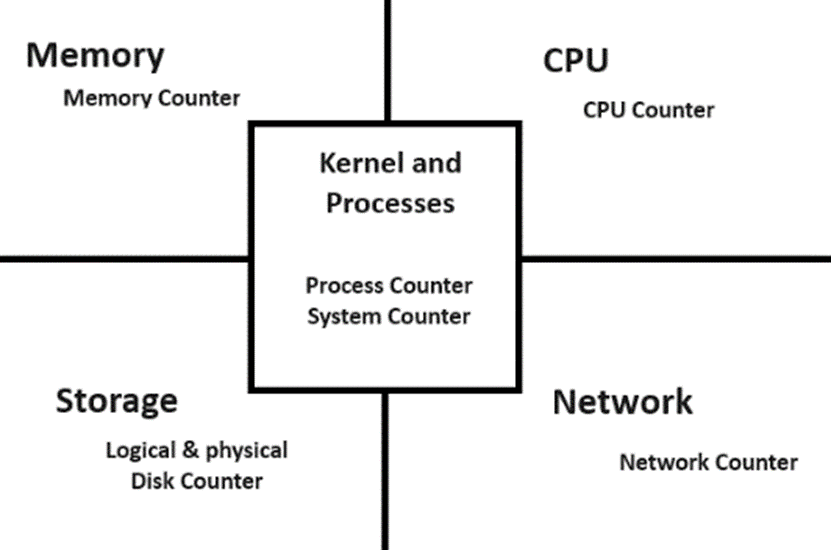 Memory
Memory Counter
CPU
CPU Counter
Kernel and
Processes
Process Counter
System Counter
Storage
Logical & physical
Disk Counter
Network
Network Counter